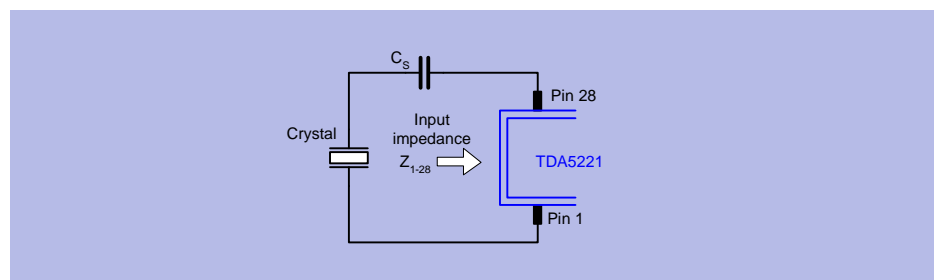 C_S
Pin 28
Input
impedance
Crystal
Z_1-28
TDA5221
Pin 1